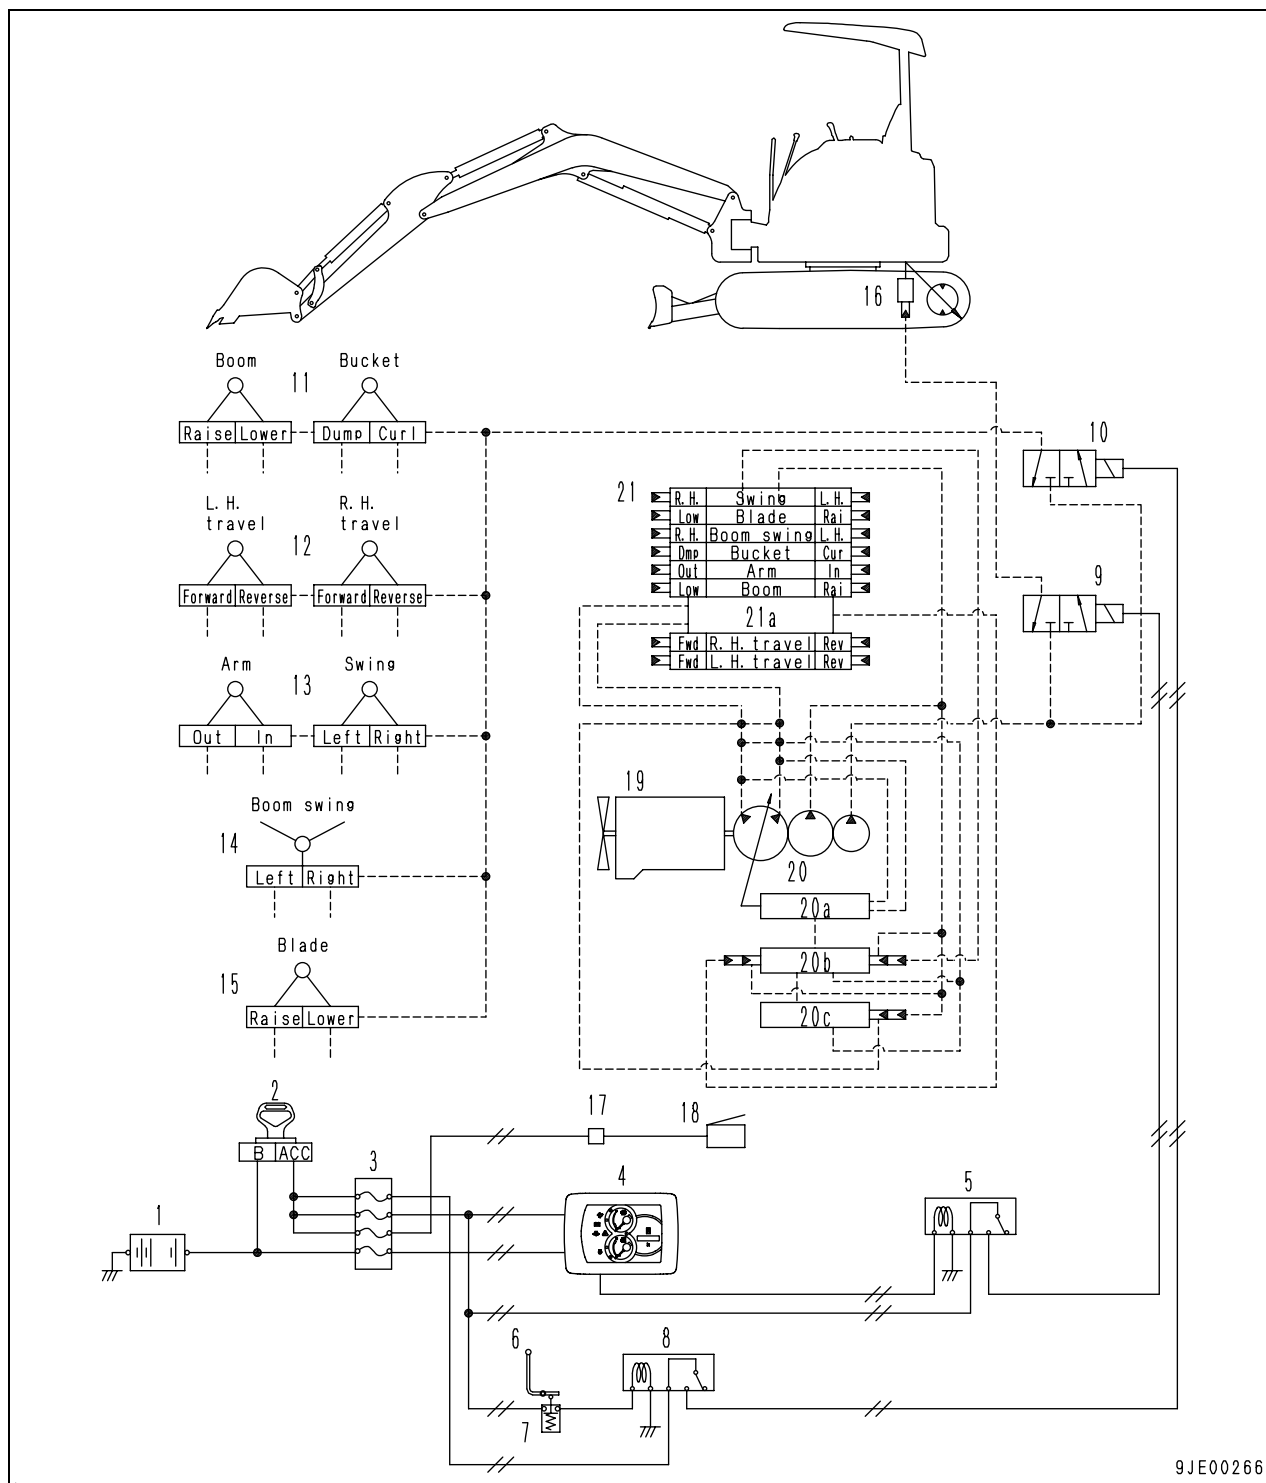 16
Boom
11
Bucket
Raise Lower
Dump Curl
10
L. H.
travel
12
R. H.
travel
Forward Reverse
Forward Reverse
21
R. H. Swing L. H.
Low Blade Rai
R. H. Boom swing L. H.
Dmp Bucket Cur
Out Arm In
Low Boom Rai
21a
Fwd R. H. travel Rev
Fwd L. H. travel Rev
9
Arm
13
Swing
Out In
Left Right
19
Boom swing
14
Left Right
20
20a
20b
20c
Blade
15
Raise Lower
2
B ACC
17
18
3
4
5
1
6
8
7
9JE00266